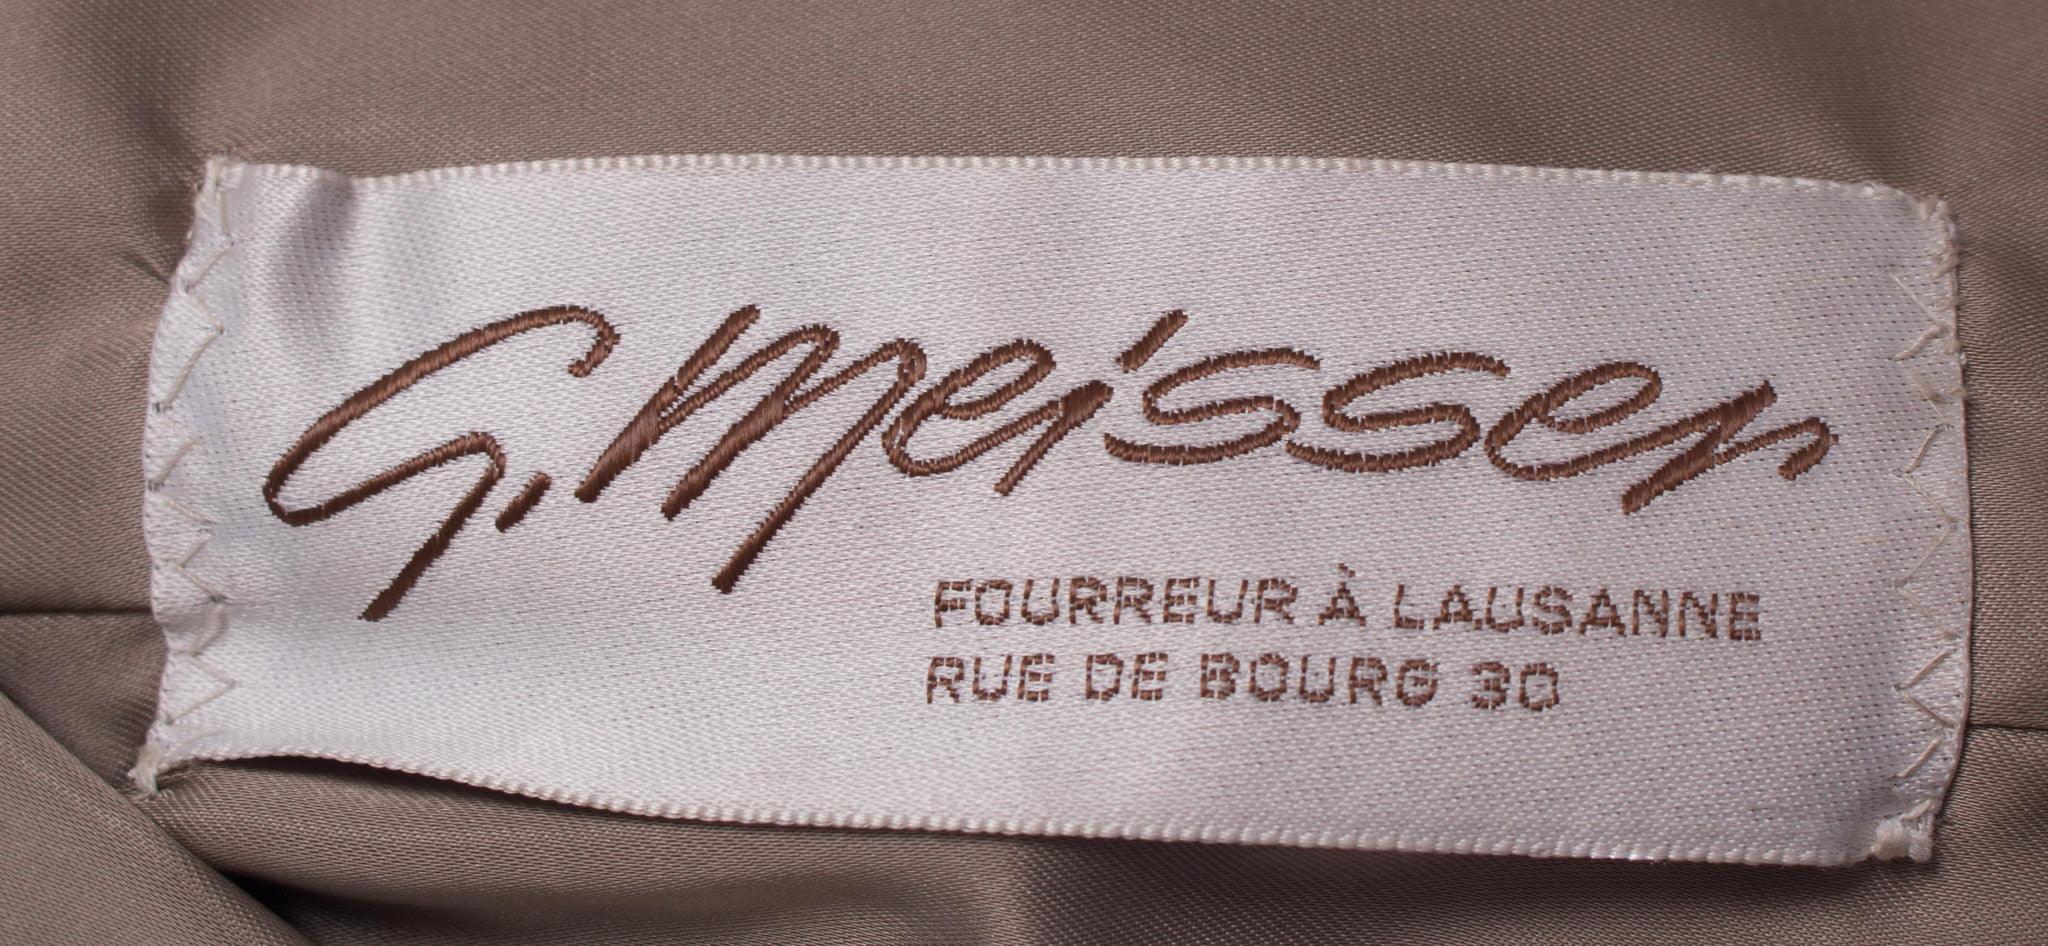 G. Meisser
FOURREUR À LAUSANNE
RUE DE BOURG 30